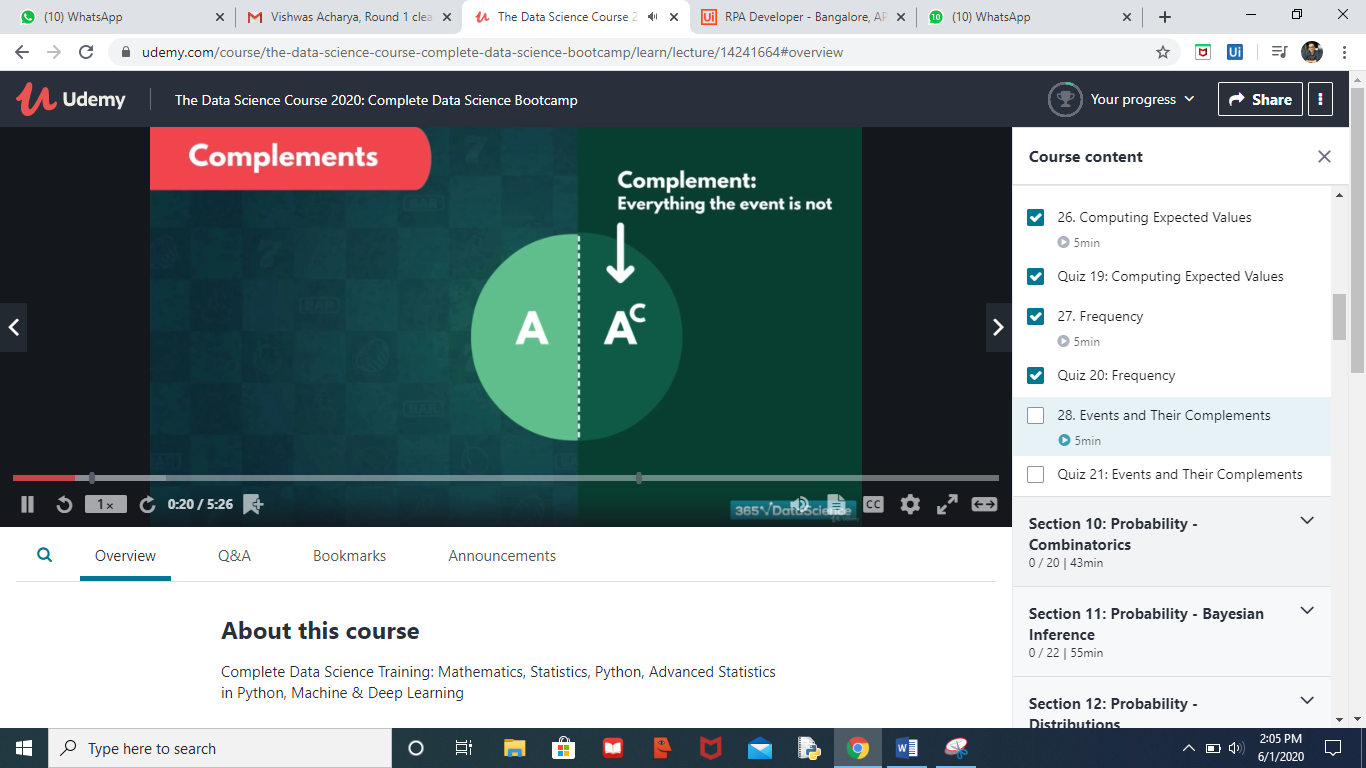 (10) WhatsApp
Vishwas Acharya, Round 1 clea
The Data Science Course 2
RPA Developer - Bangalore, AP
(10) WhatsApp
udemy.com/course/the-data-science-course-complete-data-science-bootcamp/learn/lecture/14241664#overview
Udemy
The Data Science Course 2020: Complete Data Science Bootcamp
Your progress
Share
Complements
Complement:
Everything the event is not
A
Aᶜ
1x
0:20 / 5:26
365√DataScience
CC
Course content
26. Computing Expected Values
5min
Quiz 19: Computing Expected Values
27. Frequency
5min
Quiz 20: Frequency
28. Events and Their Complements
5min
Quiz 21: Events and Their Complements
Section 10: Probability -
Combinatorics
0 / 20 | 43min
Section 11: Probability - Bayesian
Inference
0 / 22 | 55min
Section 12: Probability -
Distributions
Overview
Q&A
Bookmarks
Announcements
About this course
Complete Data Science Training: Mathematics, Statistics, Python, Advanced Statistics
in Python, Machine & Deep Learning
Type here to search
2:05 PM
6/1/2020